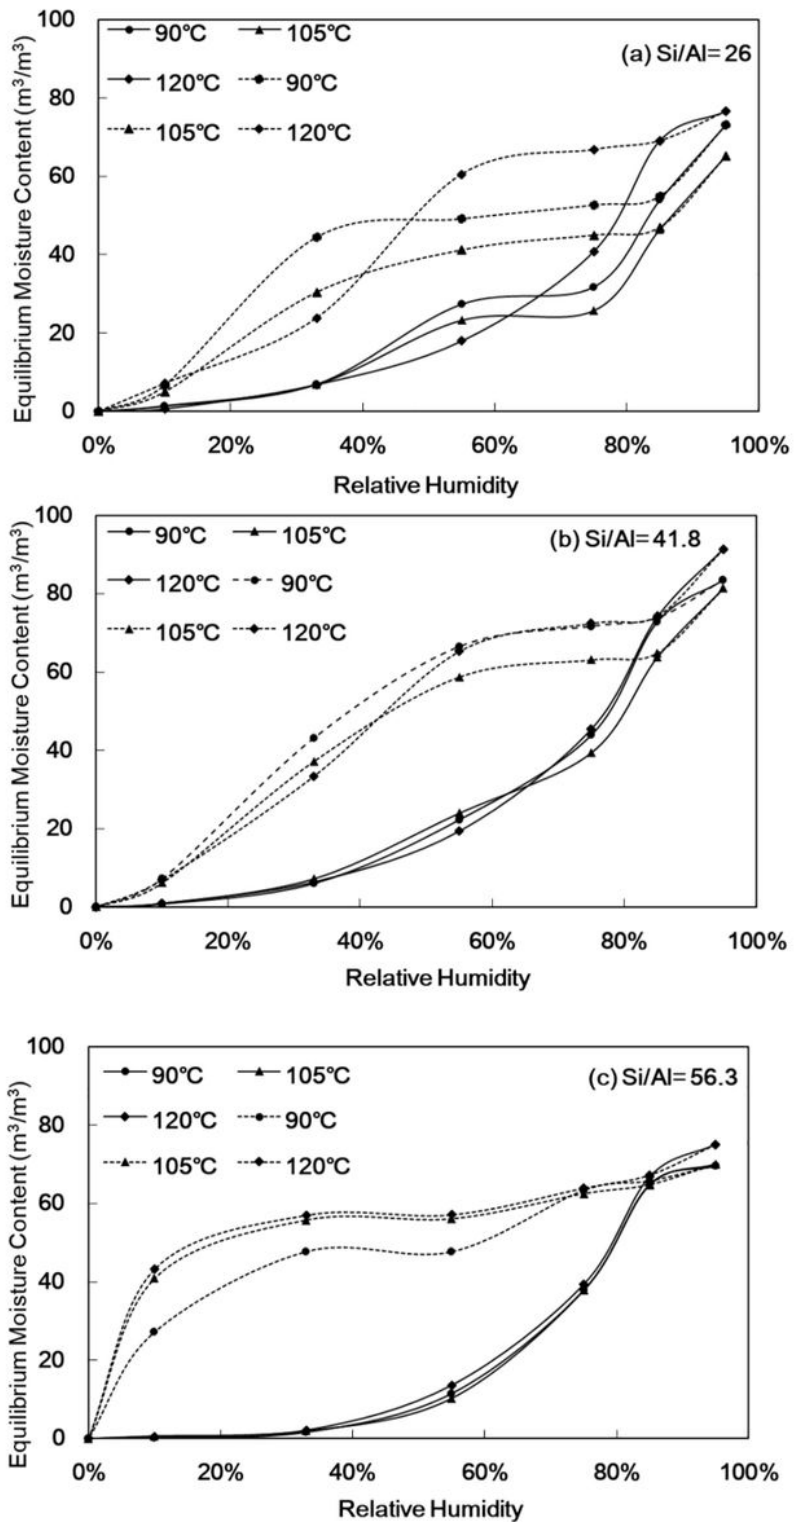 100
80
60
40
20
0
Equilibrium Moisture Content (m³/m³)
90℃ 105℃
120℃ 90℃
105℃ 120℃
(a) Si/Al= 26
0% 20% 40% 60% 80% 100%
Relative Humidity
100
80
60
40
20
0
Equilibrium Moisture Content (m³/m³)
90℃ 105℃
120℃ 90℃
105℃ 120℃
(b) Si/Al= 41.8
0% 20% 40% 60% 80% 100%
Relative Humidity
100
80
60
40
20
0
Equilibrium Moisture Content (m³/m³)
90℃ 105℃
120℃ 90℃
105℃ 120℃
(c) Si/Al= 56.3
0% 20% 40% 60% 80% 100%
Relative Humidity